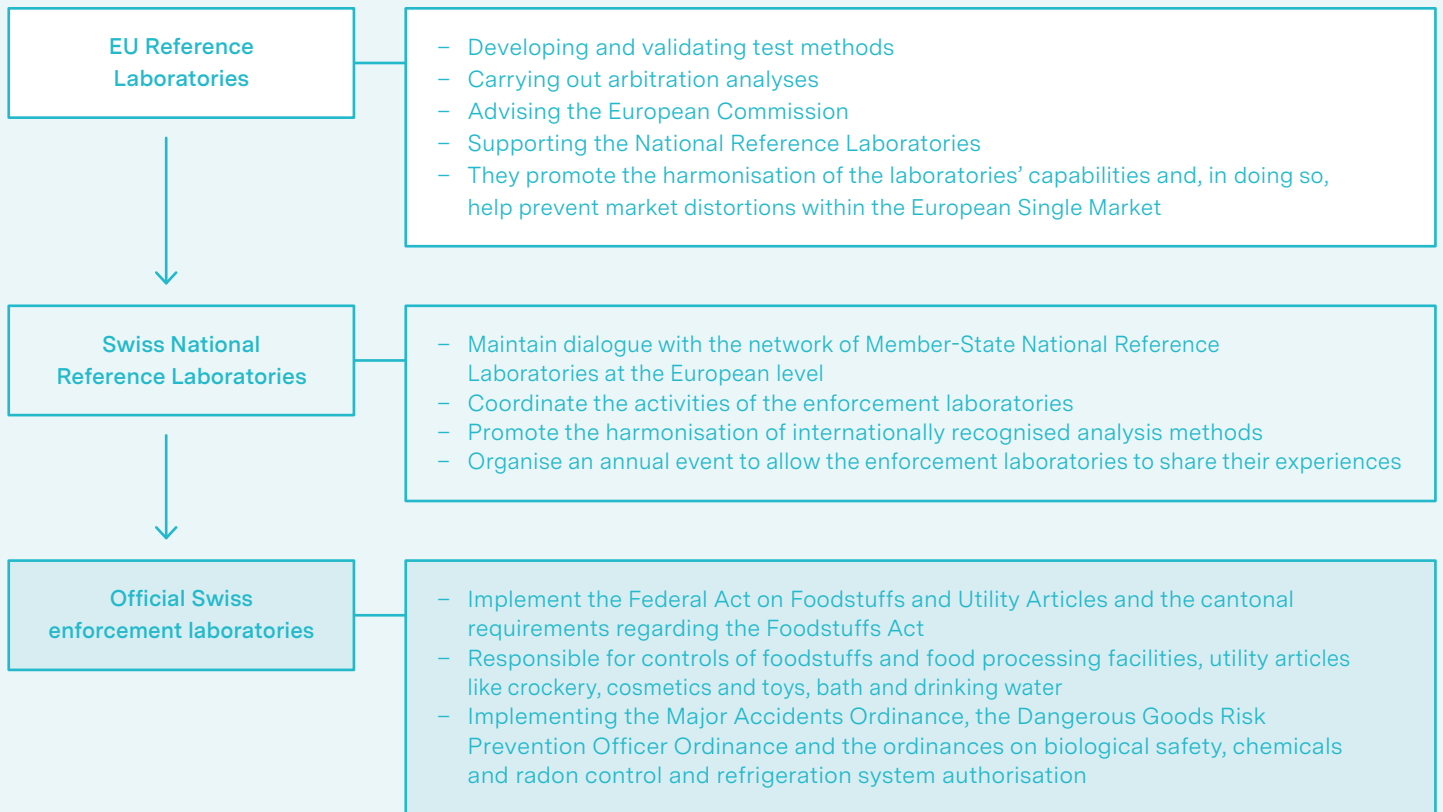 EU Reference
Laboratories
– Developing and validating test methods
– Carrying out arbitration analyses
– Advising the European Commission
– Supporting the National Reference Laboratories
– They promote the harmonisation of the laboratories’ capabilities and, in doing so,
help prevent market distortions within the European Single Market
Swiss National
Reference Laboratories
– Maintain dialogue with the network of Member-State National Reference
Laboratories at the European level
– Coordinate the activities of the enforcement laboratories
– Promote the harmonisation of internationally recognised analysis methods
– Organise an annual event to allow the enforcement laboratories to share their experiences
Official Swiss
enforcement laboratories
– Implement the Federal Act on Foodstuffs and Utility Articles and the cantonal
requirements regarding the Foodstuffs Act
– Responsible for controls of foodstuffs and food processing facilities, utility articles
like crockery, cosmetics and toys, bath and drinking water
– Implementing the Major Accidents Ordinance, the Dangerous Goods Risk
Prevention Officer Ordinance and the ordinances on biological safety, chemicals
and radon control and refrigeration system authorisation